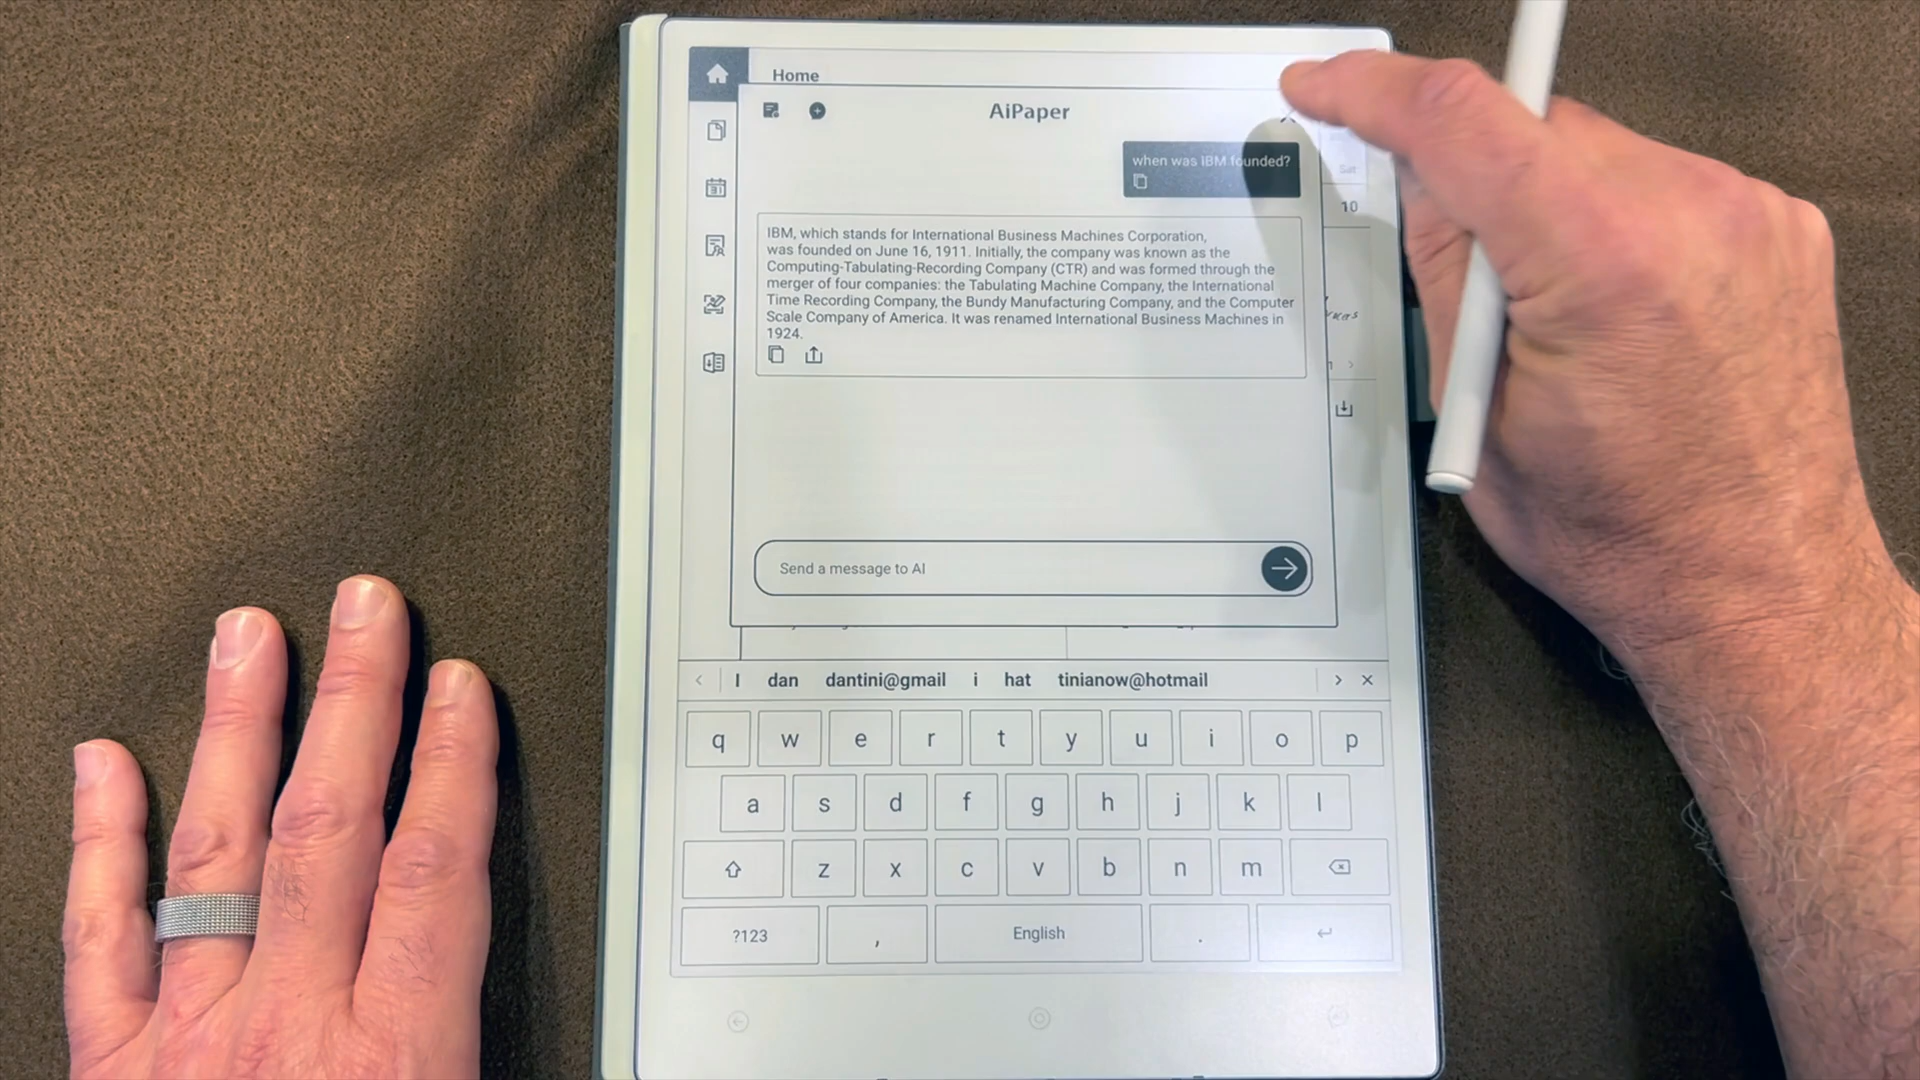 Home
AiPaper
when was IBM founded?
Sat
10
IBM, which stands for International Business Machines Corporation,
was founded on June 16, 1911. Initially, the company was known as the
Computing-Tabulating-Recording Company (CTR) and was formed through the
merger of four companies: the Tabulating Machine Company, the International
Time Recording Company, the Bundy Manufacturing Company, and the Computer
Scale Company of America. It was renamed International Business Machines in
1924.
Send a message to AI
I dan dantini@gmail i hat tinianow@hotmail
q w e r t y u i o p
a s d f g h j k l
z x c v b n m
?123 , English .